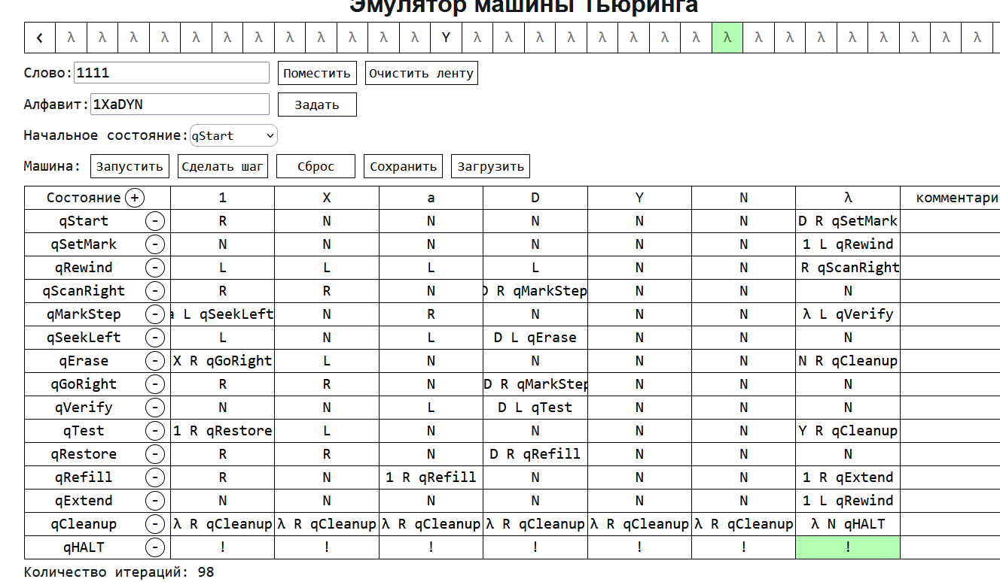 Эмулятор машины Тьюринга
< λ λ λ λ λ λ λ λ λ λ λ λ Y λ λ λ λ λ λ λ λ λ λ λ λ λ λ λ λ λ
Слово: 1111 Поместить Очистить ленту
Алфавит: 1XaDYN Задать
Начальное состояние: qStart
Машина: Запустить Сделать шаг Сброс Сохранить Загрузить
Состояние + 1 X a D Y N λ комментари
qStart - R N N N N N D R qSetMark
qSetMark - N N N N N N 1 L qRewind
qRewind - L L L L N N R qScanRight
qScanRight - R R N D R qMarkStep N N N
qMarkStep - a L qSeekLeft N R N N N λ L qVerify
qSeekLeft - L N L D L qErase N N N
qErase - X R qGoRight L N N N N N R qCleanup
qGoRight - R R N D R qMarkStep N N N
qVerify - N N L D L qTest N N N
qTest - 1 R qRestore L N N N N Y R qCleanup
qRestore - R R N D R qRefill N N N
qRefill - R N 1 R qRefill N N N 1 R qExtend
qExtend - N N N N N N 1 L qRewind
qCleanup - λ R qCleanup λ R qCleanup λ R qCleanup λ R qCleanup λ R qCleanup λ R qCleanup λ N qHALT
qHALT - ! ! ! ! ! ! !
Количество итераций: 98